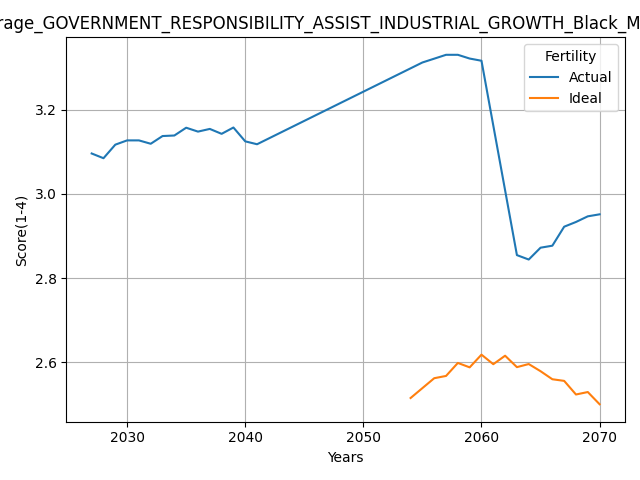 rage_GOVERNMENT_RESPONSIBILITY_ASSIST_INDUSTRIAL_GROWTH_Black_M
Fertility
Actual
Ideal
3.2
3.0
2.8
2.6
Score(1-4)
2030
2040
2050
2060
2070
Years